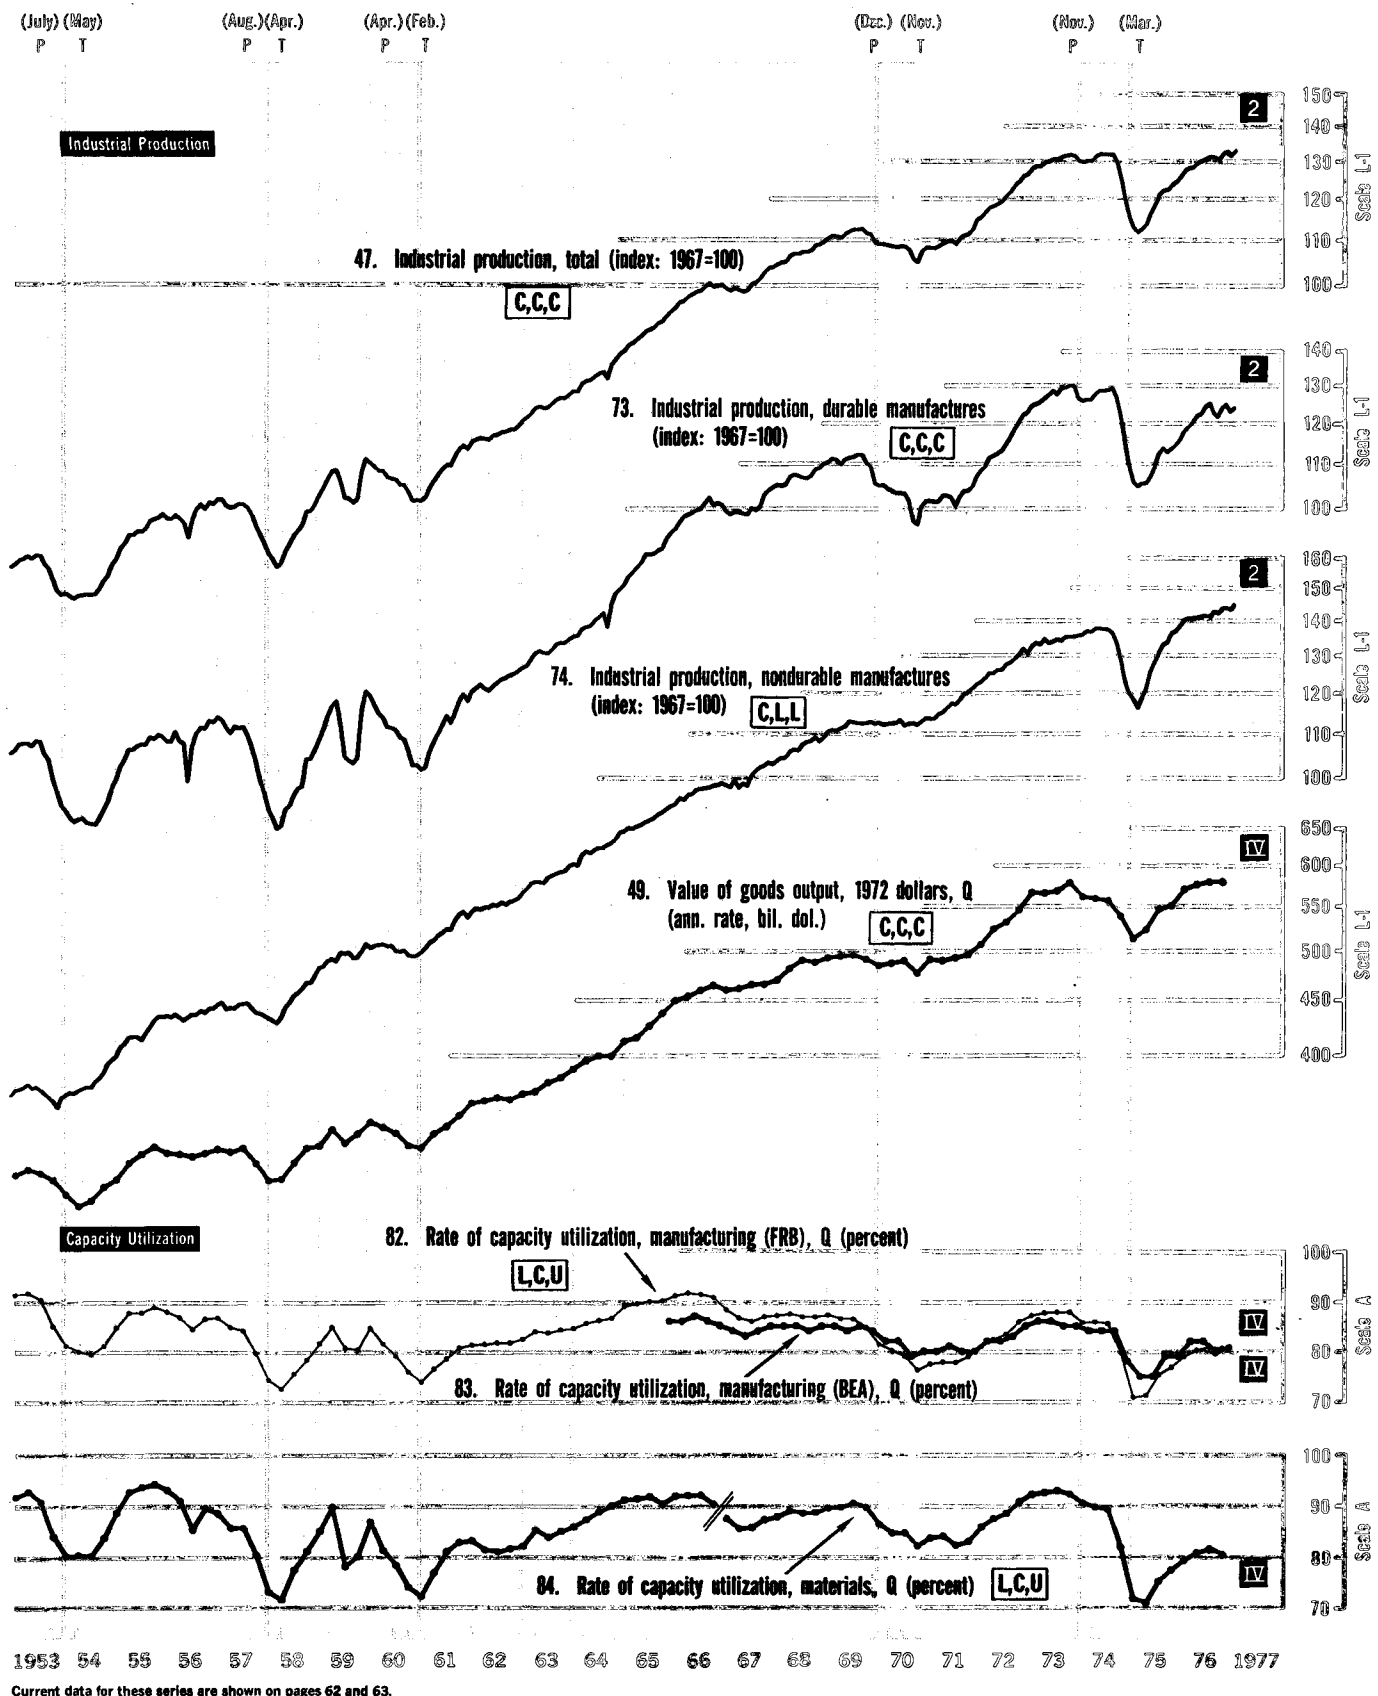 (July) (May) (Aug.) (Apr.) (Apr.) (Feb.) (Dec.) (Nov.) (Nov.) (Mar.)
P T P T P T P T P T
Industrial Production
2
150
140
130
120
110
100
Scale L-1
47. Industrial production, total (index: 1967=100)
C,C,C
2
140
130
120
110
100
Scale L-1
73. Industrial production, durable manufactures
(index: 1967=100)
C,C,C
2
160
150
140
130
120
110
100
Scale L-1
74. Industrial production, nondurable manufactures
(index: 1967=100)
C,L,L
IV
650
600
550
500
450
400
Scale L-1
49. Value of goods output, 1972 dollars, Q
(ann. rate, bil. dol.)
C,C,C
Capacity Utilization
82. Rate of capacity utilization, manufacturing (FRB), Q (percent)
L,C,U
100
90
80
70
Scale A
IV
IV
83. Rate of capacity utilization, manufacturing (BEA), Q (percent)
100
90
80
70
Scale A
IV
84. Rate of capacity utilization, materials, Q (percent)
L,C,U
1953 54 55 56 57 58 59 60 61 62 63 64 65 66 67 68 69 70 71 72 73 74 75 76 1977
Current data for these series are shown on pages 62 and 63.